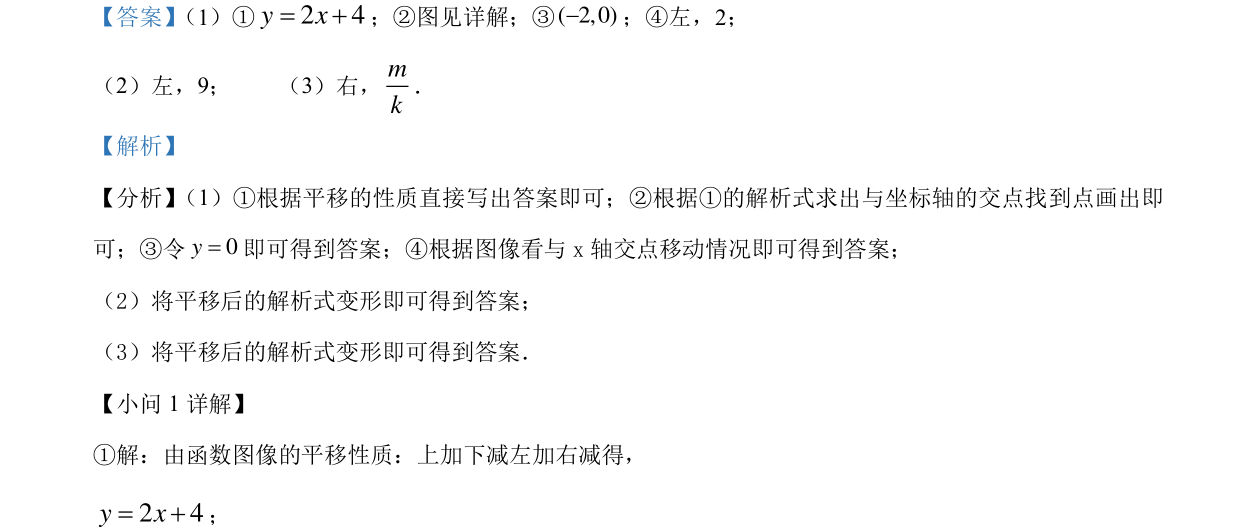 【答案】（1）① y=2x+4；②图见详解；③(−2,0)；④左，2；
（2）左，9； （3）右，m/k．
【解析】
【分析】（1）①根据平移的性质直接写出答案即可；②根据①的解析式求出与坐标轴的交点找到点画出即
可；③令 y=0 即可得到答案；④根据图像看与 x 轴交点移动情况即可得到答案；
（2）将平移后的解析式变形即可得到答案；
（3）将平移后的解析式变形即可得到答案．
【小问 1 详解】
①解：由函数图像的平移性质：上加下减左加右减得，
y=2x+4；